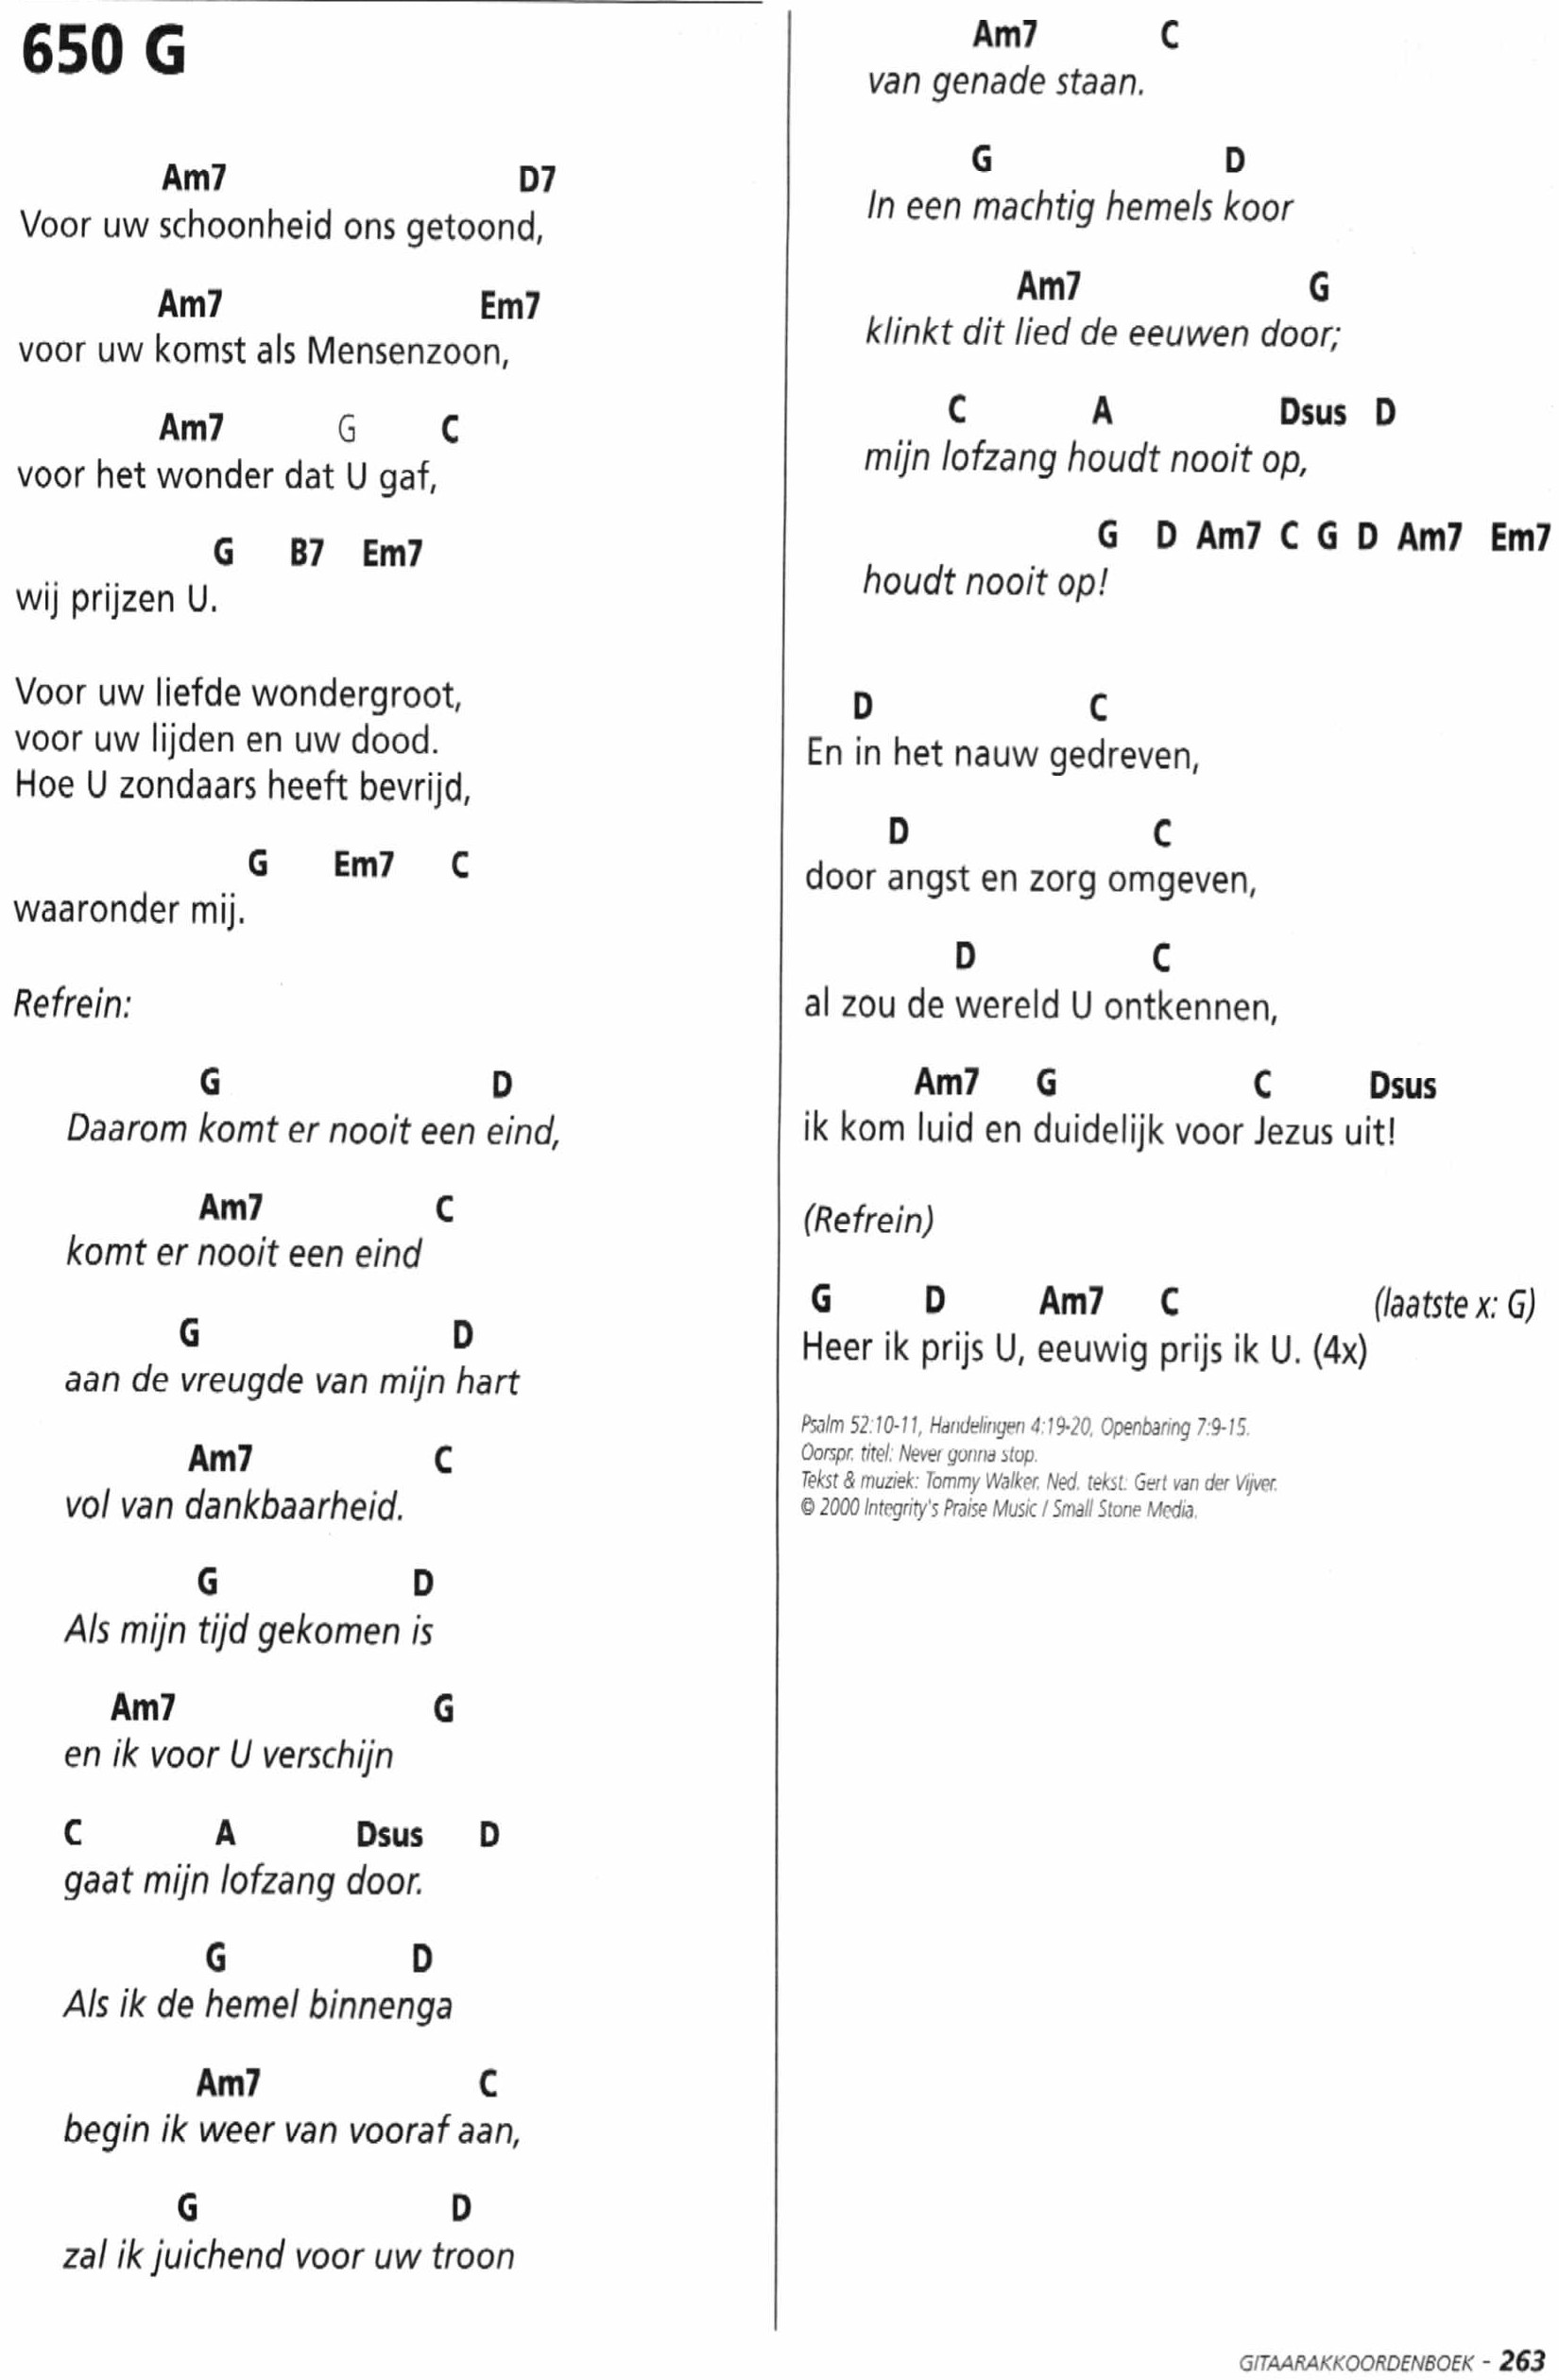 650 G
Am7 D7
Voor uw schoonheid ons getoond,
Am7 Em7
voor uw komst als Mensenzoon,
Am7 G C
voor het wonder dat U gaf,
G B7 Em7
wij prijzen U.
Voor uw liefde wondergroot,
voor uw lijden en uw dood.
Hoe U zondaars heeft bevrijd,
G Em7 C
waaronder mij.
Refrein:
G D
Daarom komt er nooit een eind,
Am7 C
komt er nooit een eind
G D
aan de vreugde van mijn hart
Am7 C
vol van dankbaarheid.
G D
Als mijn tijd gekomen is
Am7 G
en ik voor U verschijn
C A Dsus D
gaat mijn lofzang door.
G D
Als ik de hemel binnenga
Am7 C
begin ik weer van vooraf aan,
G D
zal ik juichend voor uw troon
Am7 C
van genade staan.
G D
In een machtig hemels koor
Am7 G
klinkt dit lied de eeuwen door;
C A Dsus D
mijn lofzang houdt nooit op,
G D Am7 C G D Am7 Em7
houdt nooit op!
D C
En in het nauw gedreven,
D C
door angst en zorg omgeven,
D C
al zou de wereld U ontkennen,
Am7 G C Dsus
ik kom luid en duidelijk voor Jezus uit!
(Refrein)
G D Am7 C (laatste x: G)
Heer ik prijs U, eeuwig prijs ik U. (4x)
Psalm 52:10-11, Handelingen 4:19-20, Openbaring 7:9-15.
Oorspr. titel: Never gonna stop.
Tekst & muziek: Tommy Walker. Ned. tekst: Gert van der Vijver.
© 2000 Integrity's Praise Music / Small Stone Media.
GITAARAKKOORDENBOEK - 263